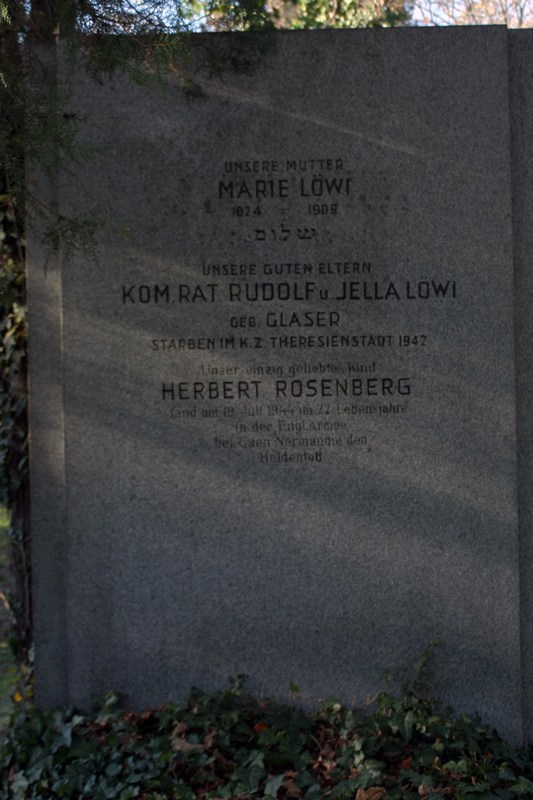 UNSERE MUTTER
MARIE LÖWI
1824 – 1909
שלום
UNSERE GUTEN ELTERN
KOM. RAT RUDOLF u. JELLA LÖWI
GEB. GLASER
STARBEN IM K.Z. THERESIENSTADT 1942
Unser einzig geliebtes Kind
HERBERT ROSENBERG
fand am 18. Juli 1944 im 22. Lebensjahre
in der Engl. Armee
bei Caen Normandie den
Heldentod